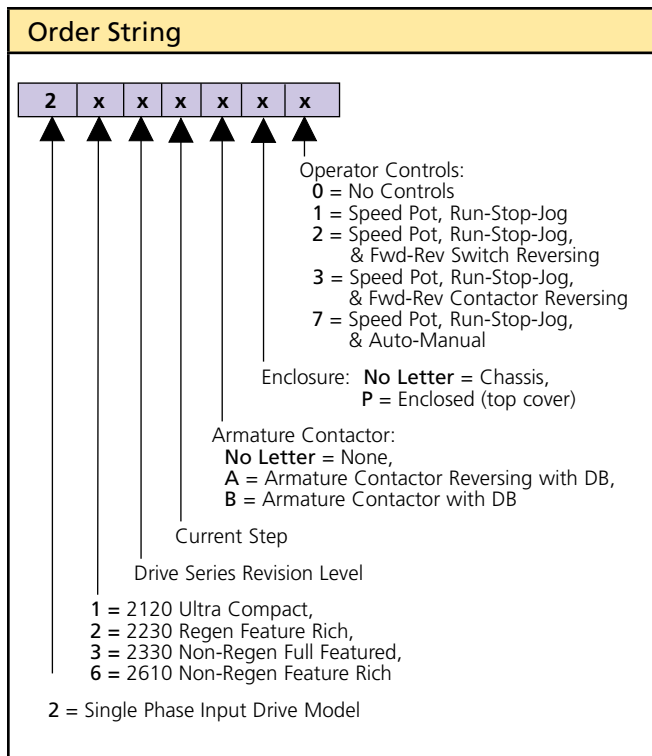 Order String
2 x x x x x x
Operator Controls:
0 = No Controls
1 = Speed Pot, Run-Stop-Jog
2 = Speed Pot, Run-Stop-Jog,
& Fwd-Rev Switch Reversing
3 = Speed Pot, Run-Stop-Jog,
& Fwd-Rev Contactor Reversing
7 = Speed Pot, Run-Stop-Jog,
& Auto-Manual
Enclosure: No Letter = Chassis,
P = Enclosed (top cover)
Armature Contactor:
No Letter = None,
A = Armature Contactor Reversing with DB,
B = Armature Contactor with DB
Current Step
Drive Series Revision Level
1 = 2120 Ultra Compact,
2 = 2230 Regen Feature Rich,
3 = 2330 Non-Regen Full Featured,
6 = 2610 Non-Regen Feature Rich
2 = Single Phase Input Drive Model